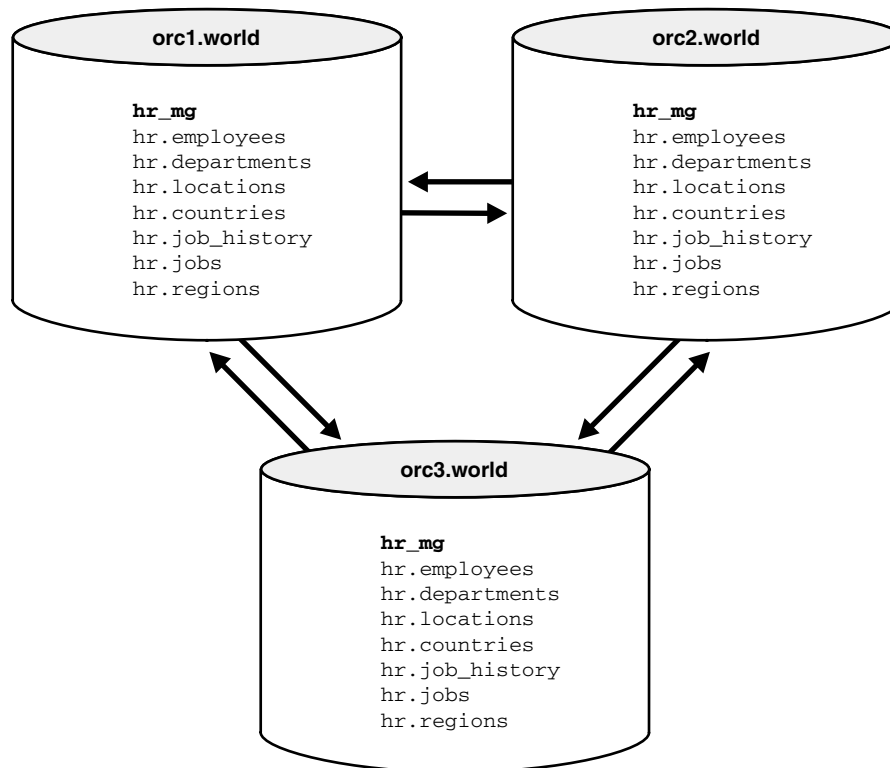 orc1.world
hr_mg
hr.employees
hr.departments
hr.locations
hr.countries
hr.job_history
hr.jobs
hr.regions
orc2.world
hr_mg
hr.employees
hr.departments
hr.locations
hr.countries
hr.job_history
hr.jobs
hr.regions
orc3.world
hr_mg
hr.employees
hr.departments
hr.locations
hr.countries
hr.job_history
hr.jobs
hr.regions